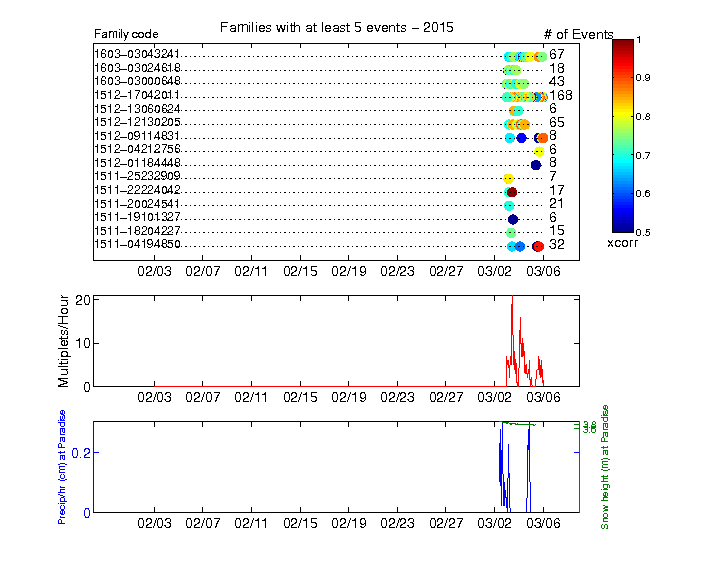 Families with at least 5 events – 2015
Family code
# of Events
1603–03043241 67
1603–03024618 18
1603–03000648 43
1512–17042011 168
1512–13060624 6
1512–12130205 65
1512–09114831 8
1512–04212756 6
1512–01184448 8
1511–25232909 7
1511–22224042 17
1511–20024541 21
1511–19101327 6
1511–18204227 15
1511–04194850 32
02/03 02/07 02/11 02/15 02/19 02/23 02/27 03/02 03/06
1
0.9
0.8
0.7
0.6
0.5
xcorr
Multiplets/Hour
20
10
0
02/03 02/07 02/11 02/15 02/19 02/23 02/27 03/02 03/06
Precip/hr (cm) at Paradise
0.2
0
02/03 02/07 02/11 02/15 02/19 02/23 02/27 03/02 03/06
Snow height (m) at Paradise